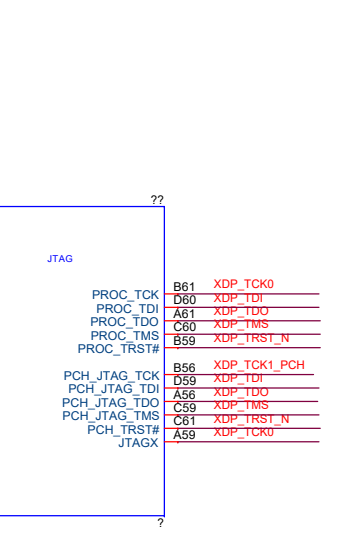 ??
JTAG
PROC_TCK B61 XDP_TCK0
PROC_TDI D60 XDP_TDI
PROC_TDO A61 XDP_TDO
PROC_TMS C60 XDP_TMS
PROC_TRST# B59 XDP_TRST_N
PCH_JTAG_TCK B56 XDP_TCK1_PCH
PCH_JTAG_TDI D59 XDP_TDI
PCH_JTAG_TDO A56 XDP_TDO
PCH_JTAG_TMS C59 XDP_TMS
PCH_TRST# C61 XDP_TRST_N
JTAGX A59 XDP_TCK0
?